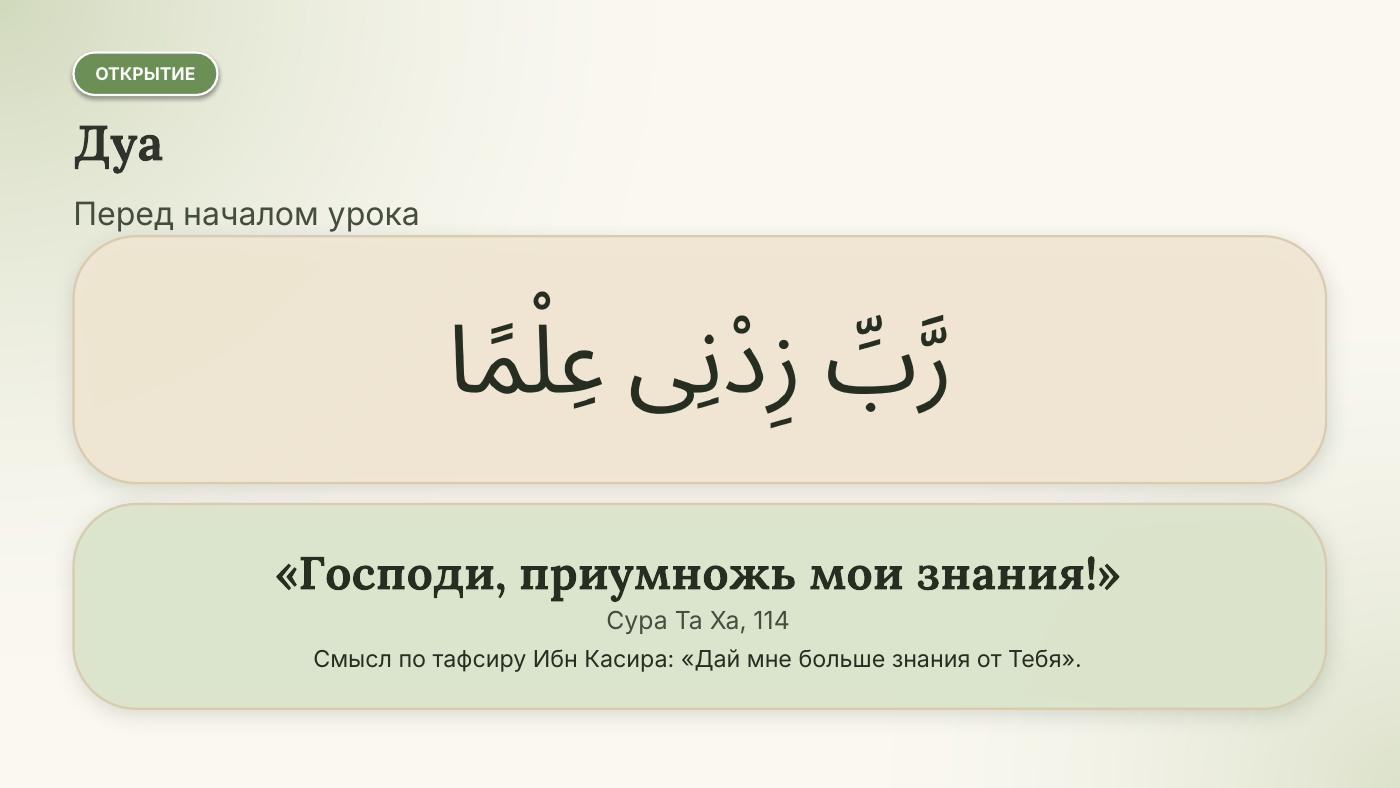 ОТКРЫТИЕ
Дуа
Перед началом урока
رَّبِّ زِدْنِى عِلْمًا
«Господи, приумножь мои знания!»
Сура Та Ха, 114
Смысл по тафсиру Ибн Касира: «Дай мне больше знания от Тебя».